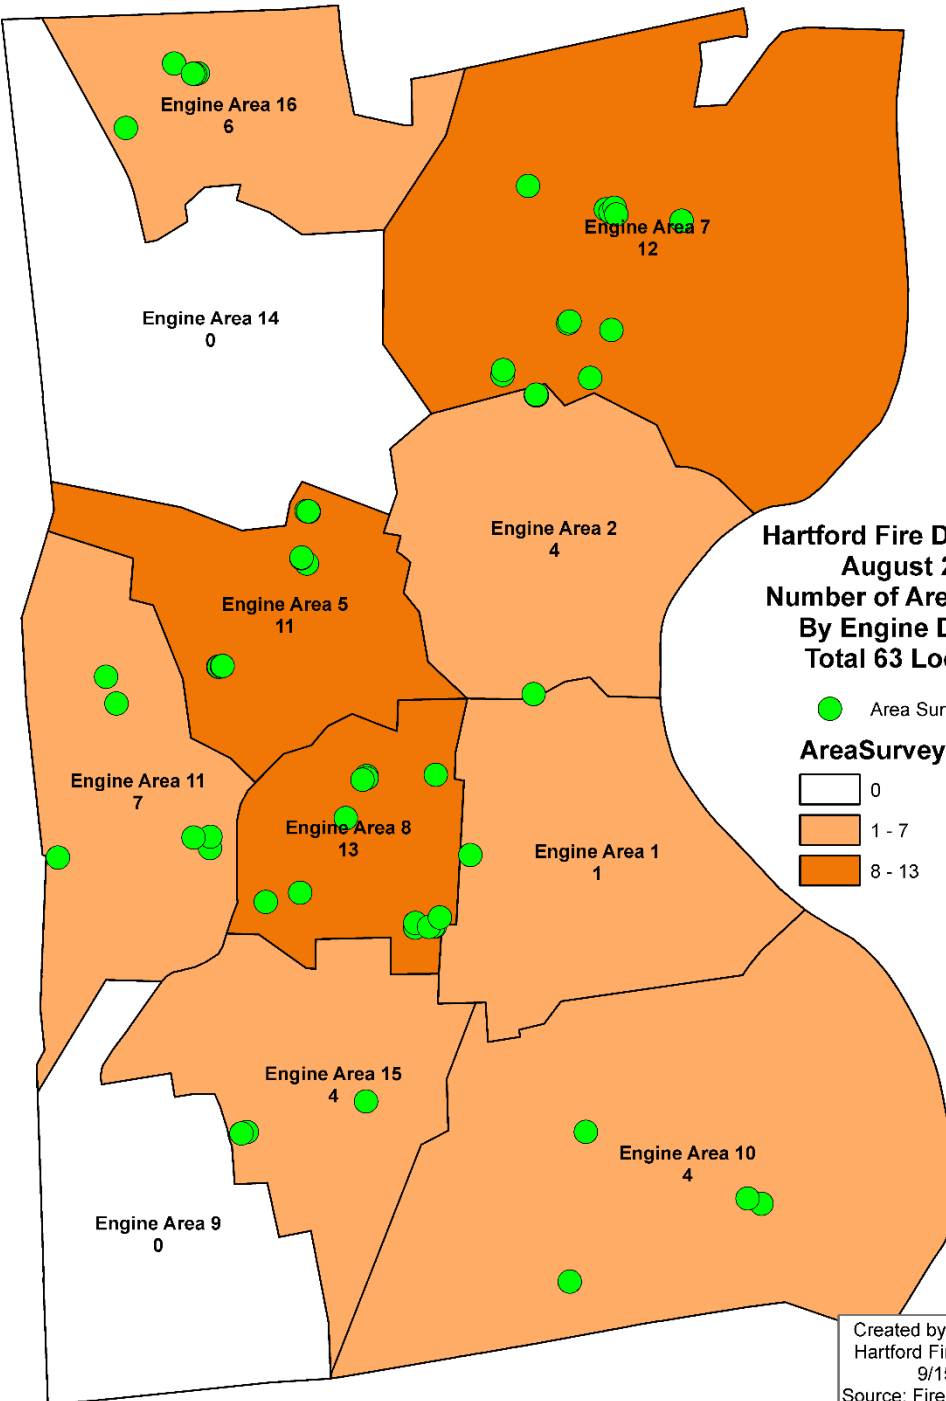 Engine Area 16
6
Engine Area 7
12
Engine Area 14
0
Engine Area 2
4
Engine Area 5
11
Hartford Fire D
August 2
Number of Are
By Engine D
Total 63 Lo
Area Sur
AreaSurvey
0
1 - 7
8 - 13
Engine Area 11
7
Engine Area 8
13
Engine Area 1
1
Engine Area 15
4
Engine Area 10
4
Engine Area 9
0
Created by
Hartford Fi
9/15
Source: Fire